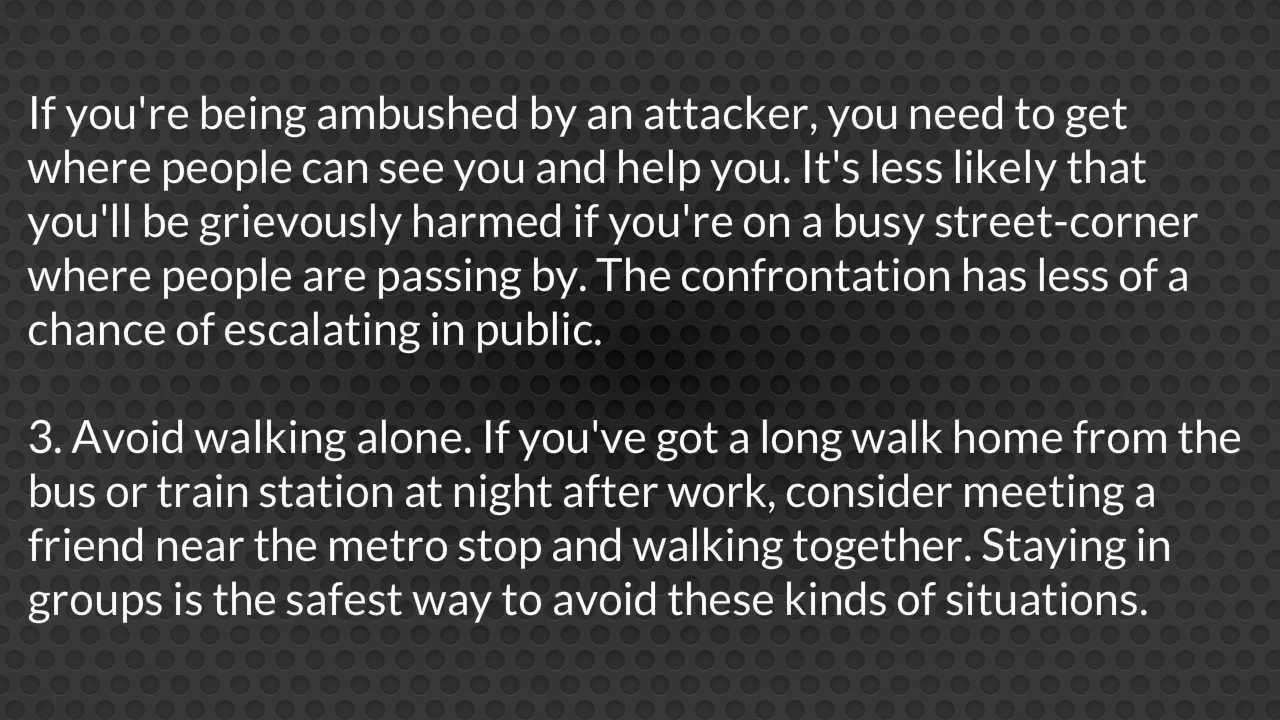 If you're being ambushed by an attacker, you need to get
where people can see you and help you. It's less likely that
you'll be grievously harmed if you're on a busy street-corner
where people are passing by. The confrontation has less of a
chance of escalating in public.
3. Avoid walking alone. If you've got a long walk home from the
bus or train station at night after work, consider meeting a
friend near the metro stop and walking together. Staying in
groups is the safest way to avoid these kinds of situations.